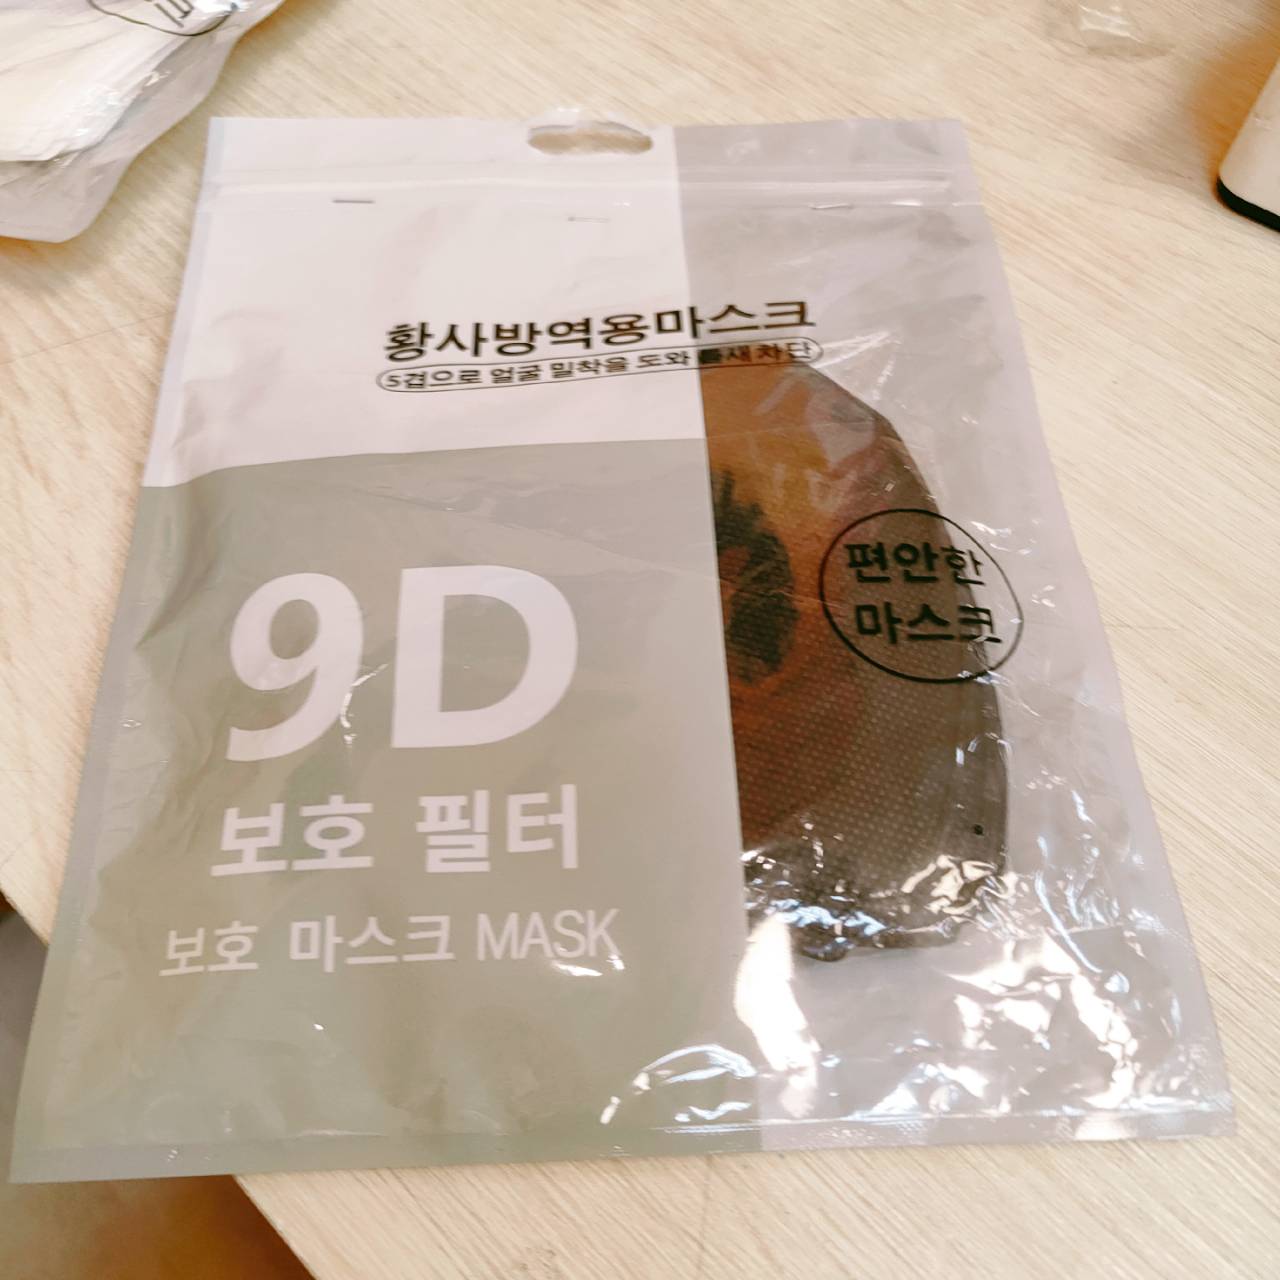 황사방역용마스크
5겹으로 얼굴 밀착을 도와 틈새 차단
편안한
마스크
9D
보호 필터
보호 마스크 MASK